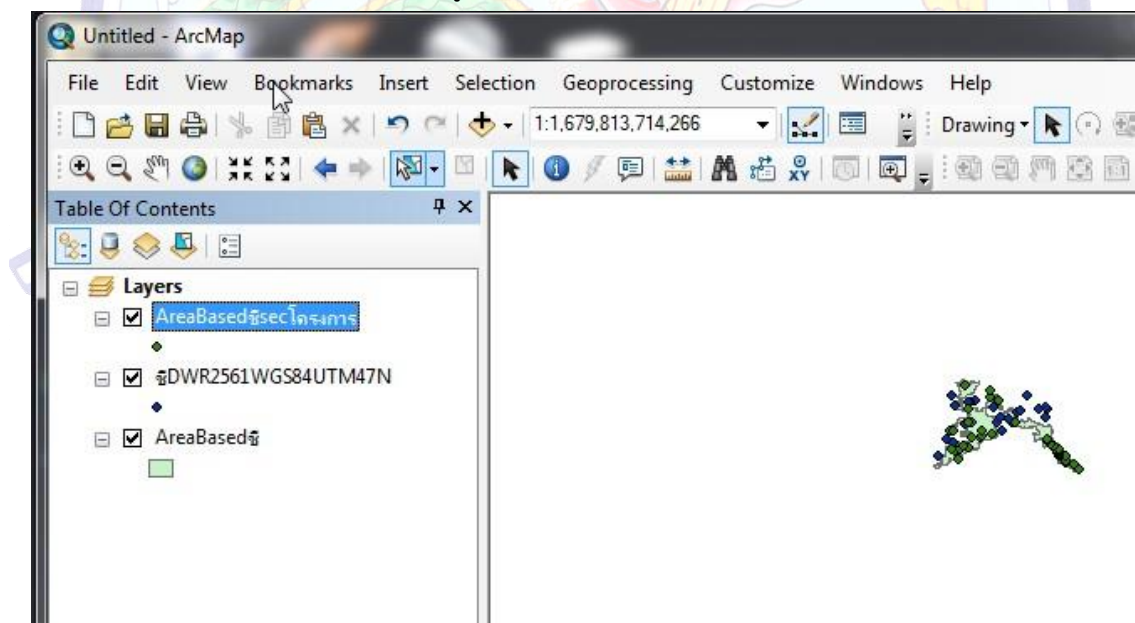 Untitled - ArcMap
File Edit View Bookmarks Insert Selection Geoprocessing Customize Windows Help
1:1,679,813,714,266
Drawing
Table Of Contents
Layers
AreaBasedชีsecโครงการ
ชีDWR2561WGS84UTM47N
AreaBasedชี